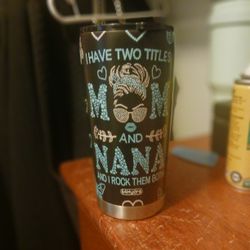 I HAVE TWO TITLES
MOM
AND
NANA
AND I ROCK THEM BOTH